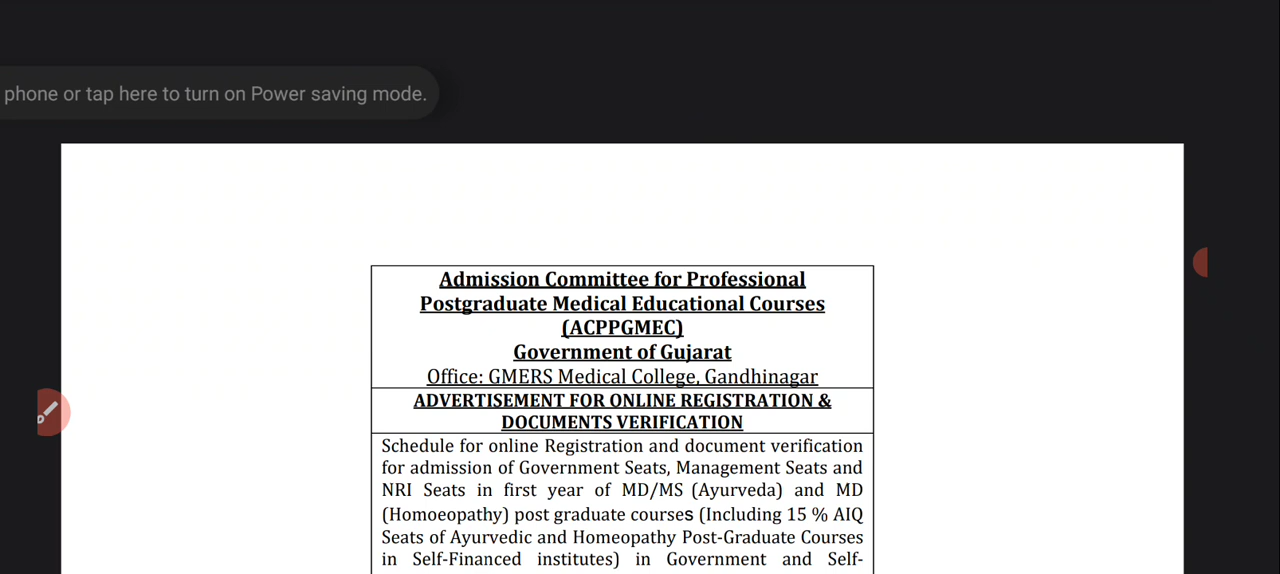 phone or tap here to turn on Power saving mode.
Admission Committee for Professional
Postgraduate Medical Educational Courses
(ACPPGMEC)
Government of Gujarat
Office: GMERS Medical College, Gandhinagar
ADVERTISEMENT FOR ONLINE REGISTRATION &
DOCUMENTS VERIFICATION
Schedule for online Registration and document verification
for admission of Government Seats, Management Seats and
NRI Seats in first year of MD/MS (Ayurveda) and MD
(Homoeopathy) post graduate courses (Including 15 % AIQ
Seats of Ayurvedic and Homeopathy Post-Graduate Courses
in Self-Financed institutes) in Government and Self-